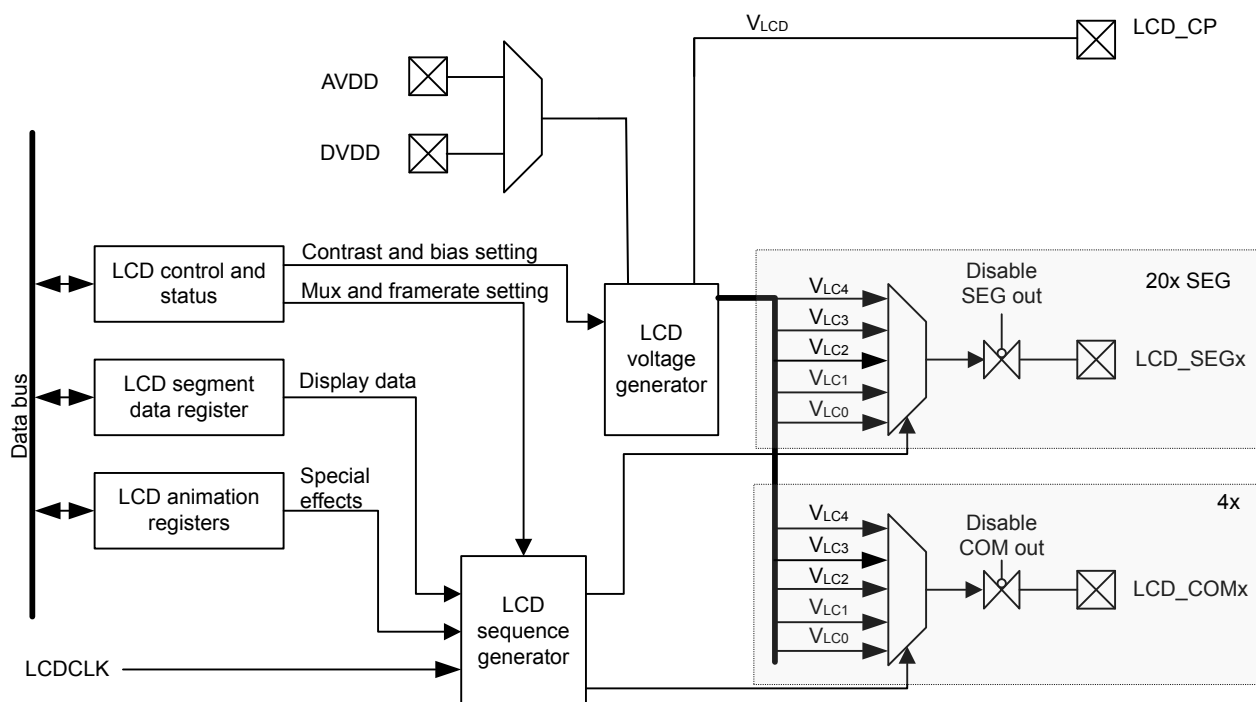 VLCD
LCD_CP
AVDD
DVDD
Data bus
LCD control and
status
Contrast and bias setting
Mux and framerate setting
LCD segment
data register
Display data
LCD animation
registers
Special
effects
LCD
voltage
generator
LCD
sequence
generator
LCDCLK
20x SEG
Disable
SEG out
VLC4
VLC3
VLC2
VLC1
VLC0
LCD_SEGx
4x
Disable
COM out
VLC4
VLC3
VLC2
VLC1
VLC0
LCD_COMx